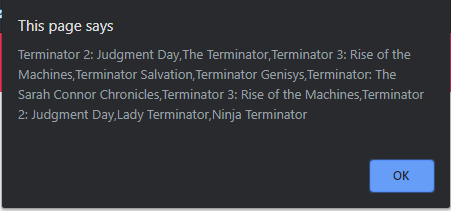 This page says
Terminator 2: Judgment Day,The Terminator,Terminator 3: Rise of the
Machines,Terminator Salvation,Terminator Genisys,Terminator: The
Sarah Connor Chronicles,Terminator 3: Rise of the Machines,Terminator
2: Judgment Day,Lady Terminator,Ninja Terminator
OK